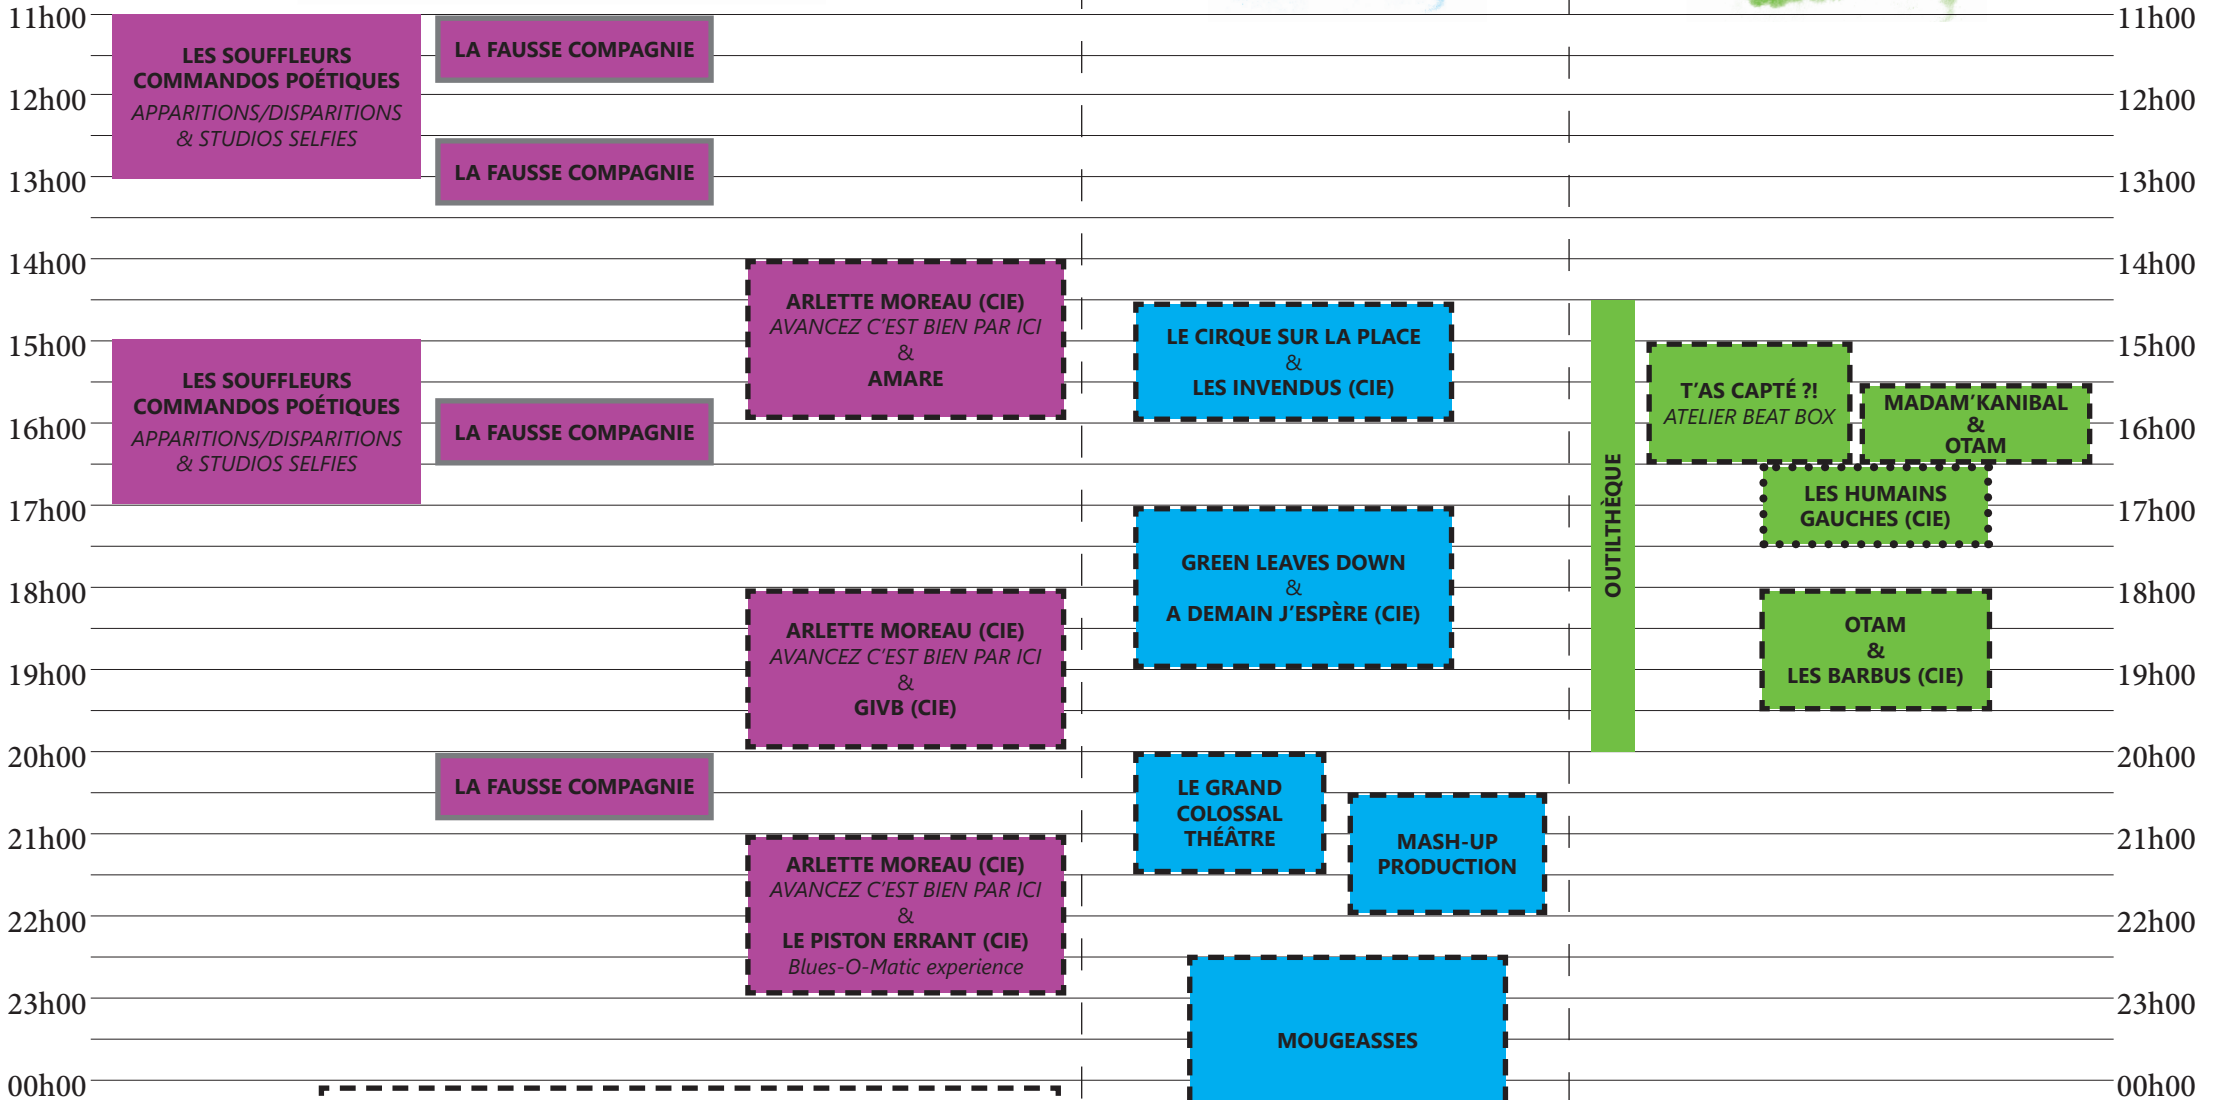 11h00
11h00
LES SOUFFLEURS
COMMANDOS POÉTIQUES
APPARITIONS/DISPARITIONS
& STUDIOS SELFIES
LA FAUSSE COMPAGNIE
12h00
12h00
LA FAUSSE COMPAGNIE
13h00
13h00
14h00
14h00
ARLETTE MOREAU (CIE)
AVANCEZ C'EST BIEN PAR ICI
&
AMARE
LE CIRQUE SUR LA PLACE
&
LES INVENDUS (CIE)
15h00
15h00
LES SOUFFLEURS
COMMANDOS POÉTIQUES
APPARITIONS/DISPARITIONS
& STUDIOS SELFIES
LA FAUSSE COMPAGNIE
OUTILTHÈQUE
T'AS CAPTÉ ?!
ATELIER BEAT BOX
MADAM'KANIBAL
&
OTAM
16h00
16h00
LES HUMAINS
GAUCHES (CIE)
17h00
17h00
GREEN LEAVES DOWN
&
A DEMAIN J'ESPÈRE (CIE)
18h00
18h00
ARLETTE MOREAU (CIE)
AVANCEZ C'EST BIEN PAR ICI
&
GIVB (CIE)
OTAM
&
LES BARBUS (CIE)
19h00
19h00
20h00
20h00
LA FAUSSE COMPAGNIE
LE GRAND
COLOSSAL
THÉÂTRE
MASH-UP
PRODUCTION
21h00
21h00
ARLETTE MOREAU (CIE)
AVANCEZ C'EST BIEN PAR ICI
&
LE PISTON ERRANT (CIE)
Blues-O-Matic experience
22h00
22h00
23h00
23h00
MOUGEASSES
00h00
00h00